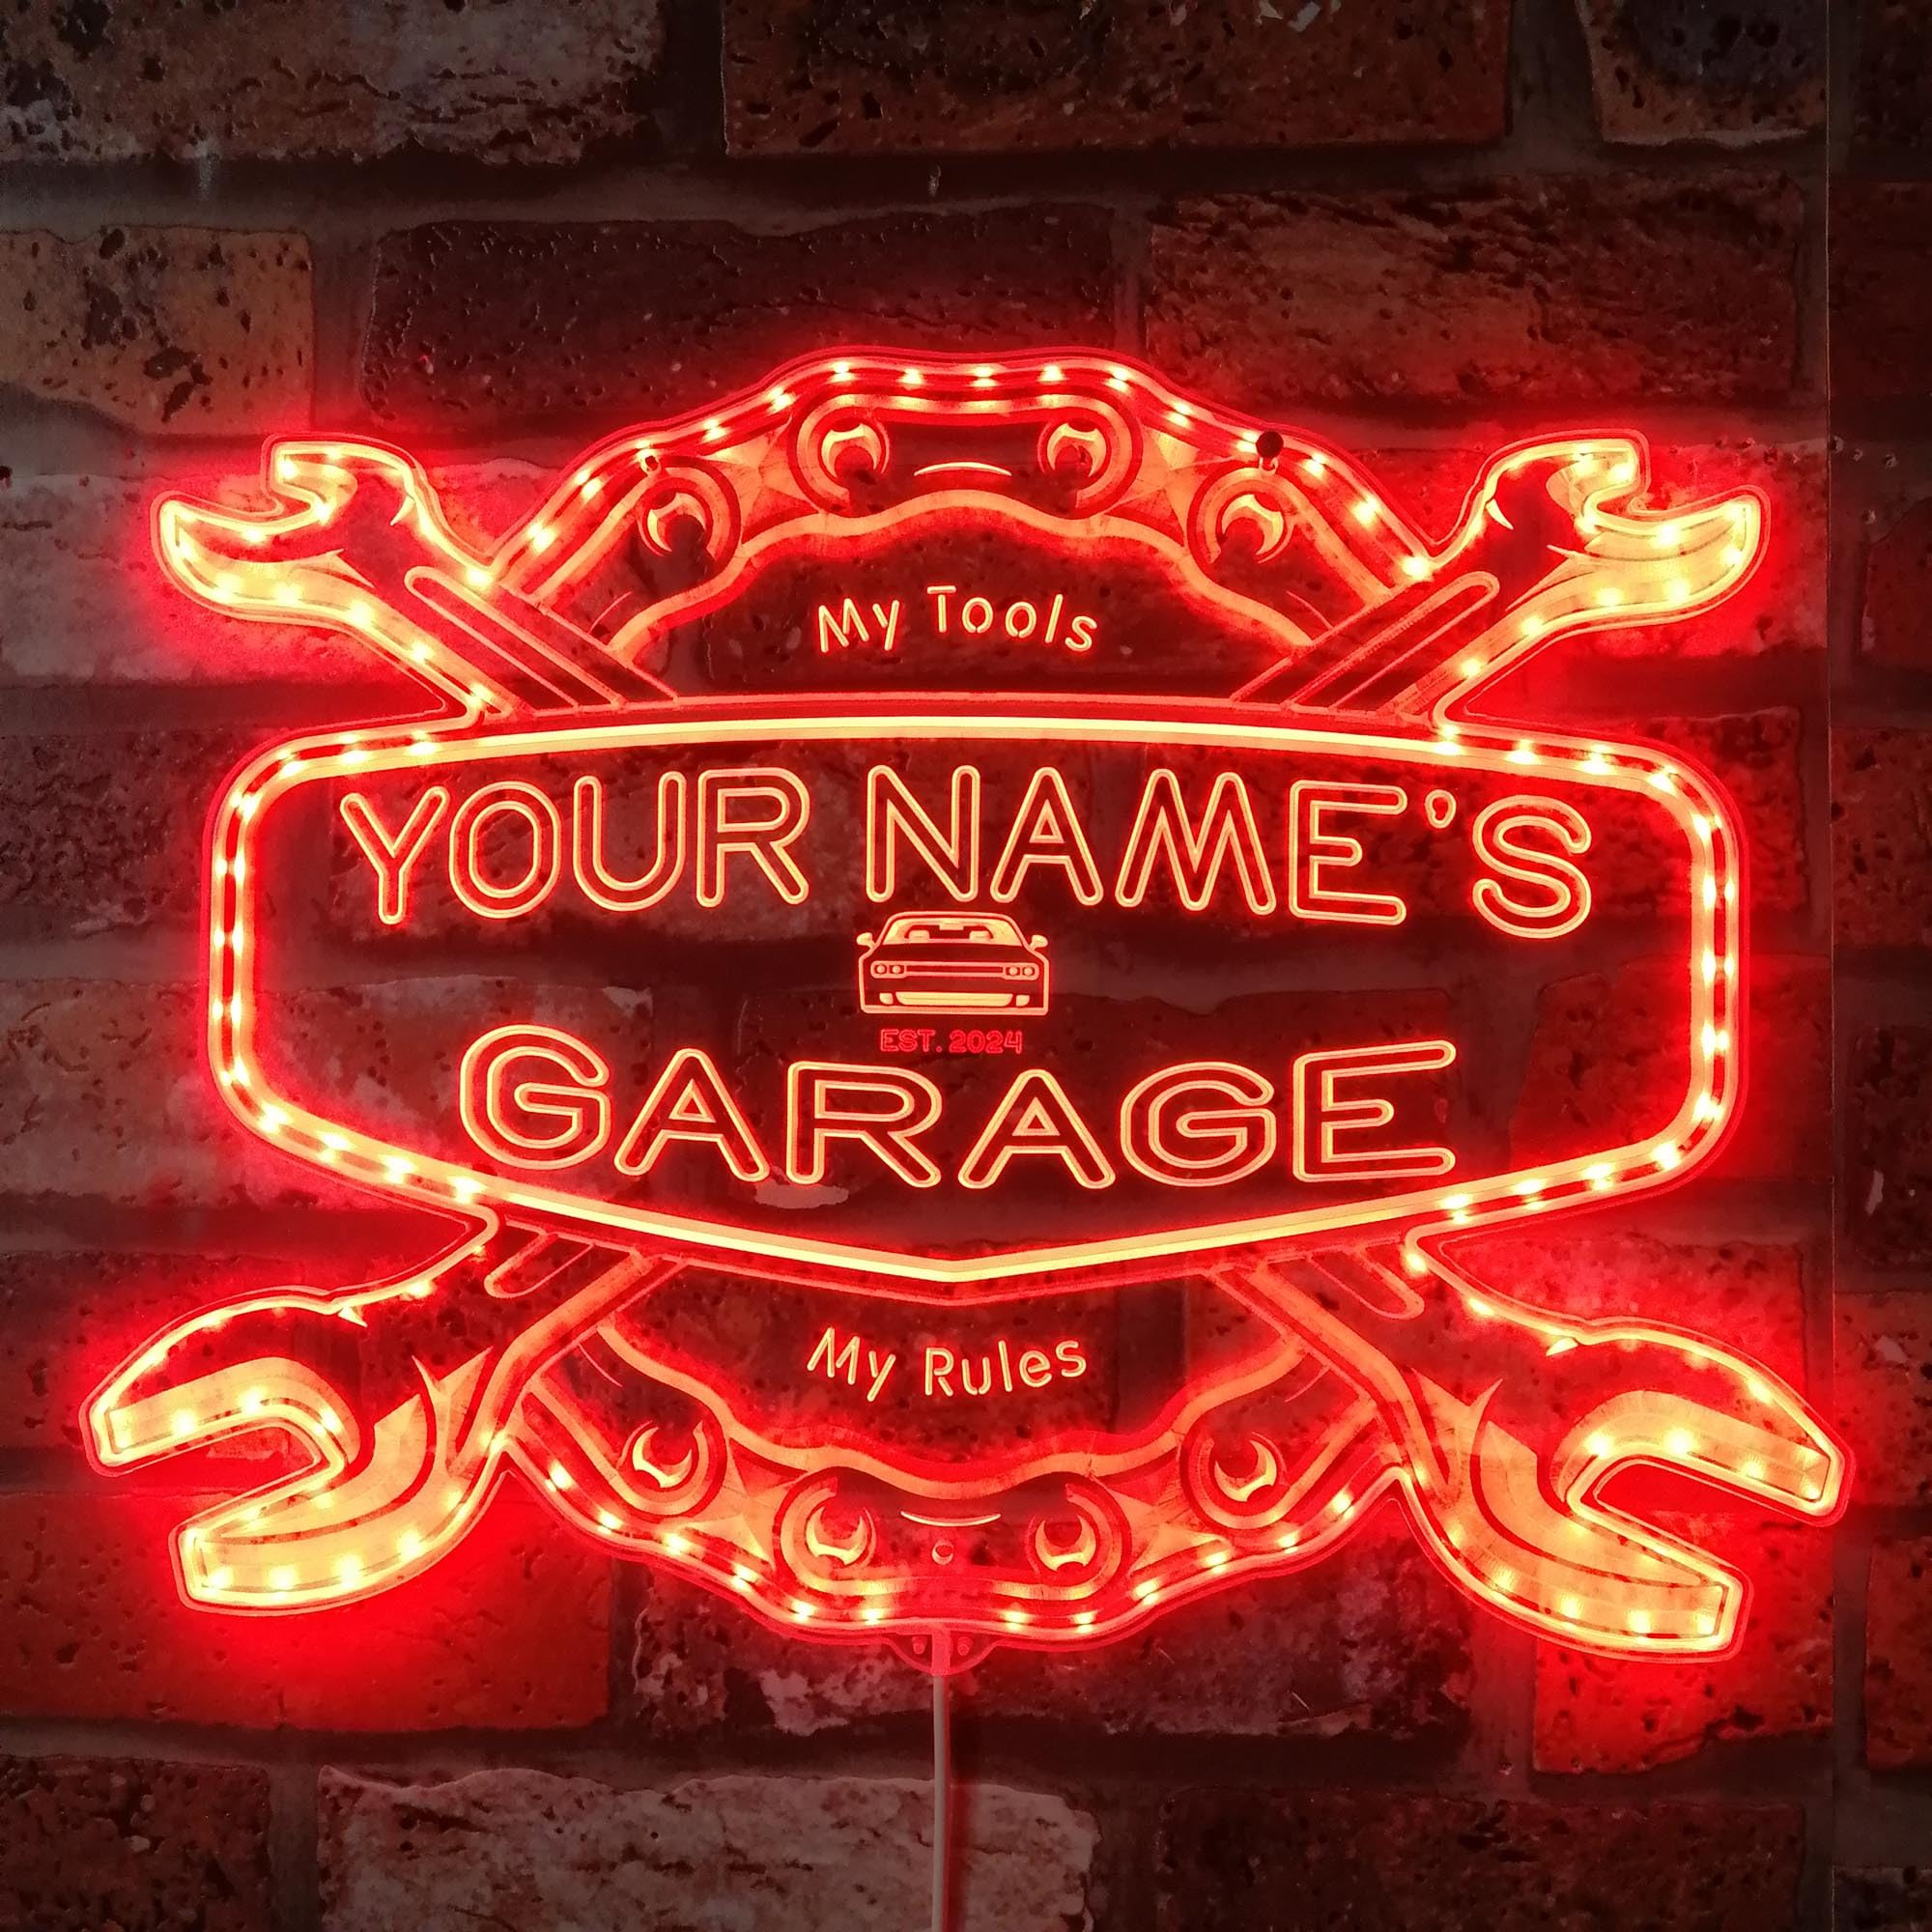 My Tools
YOUR NAME'S
EST. 2024
GARAGE
My Rules